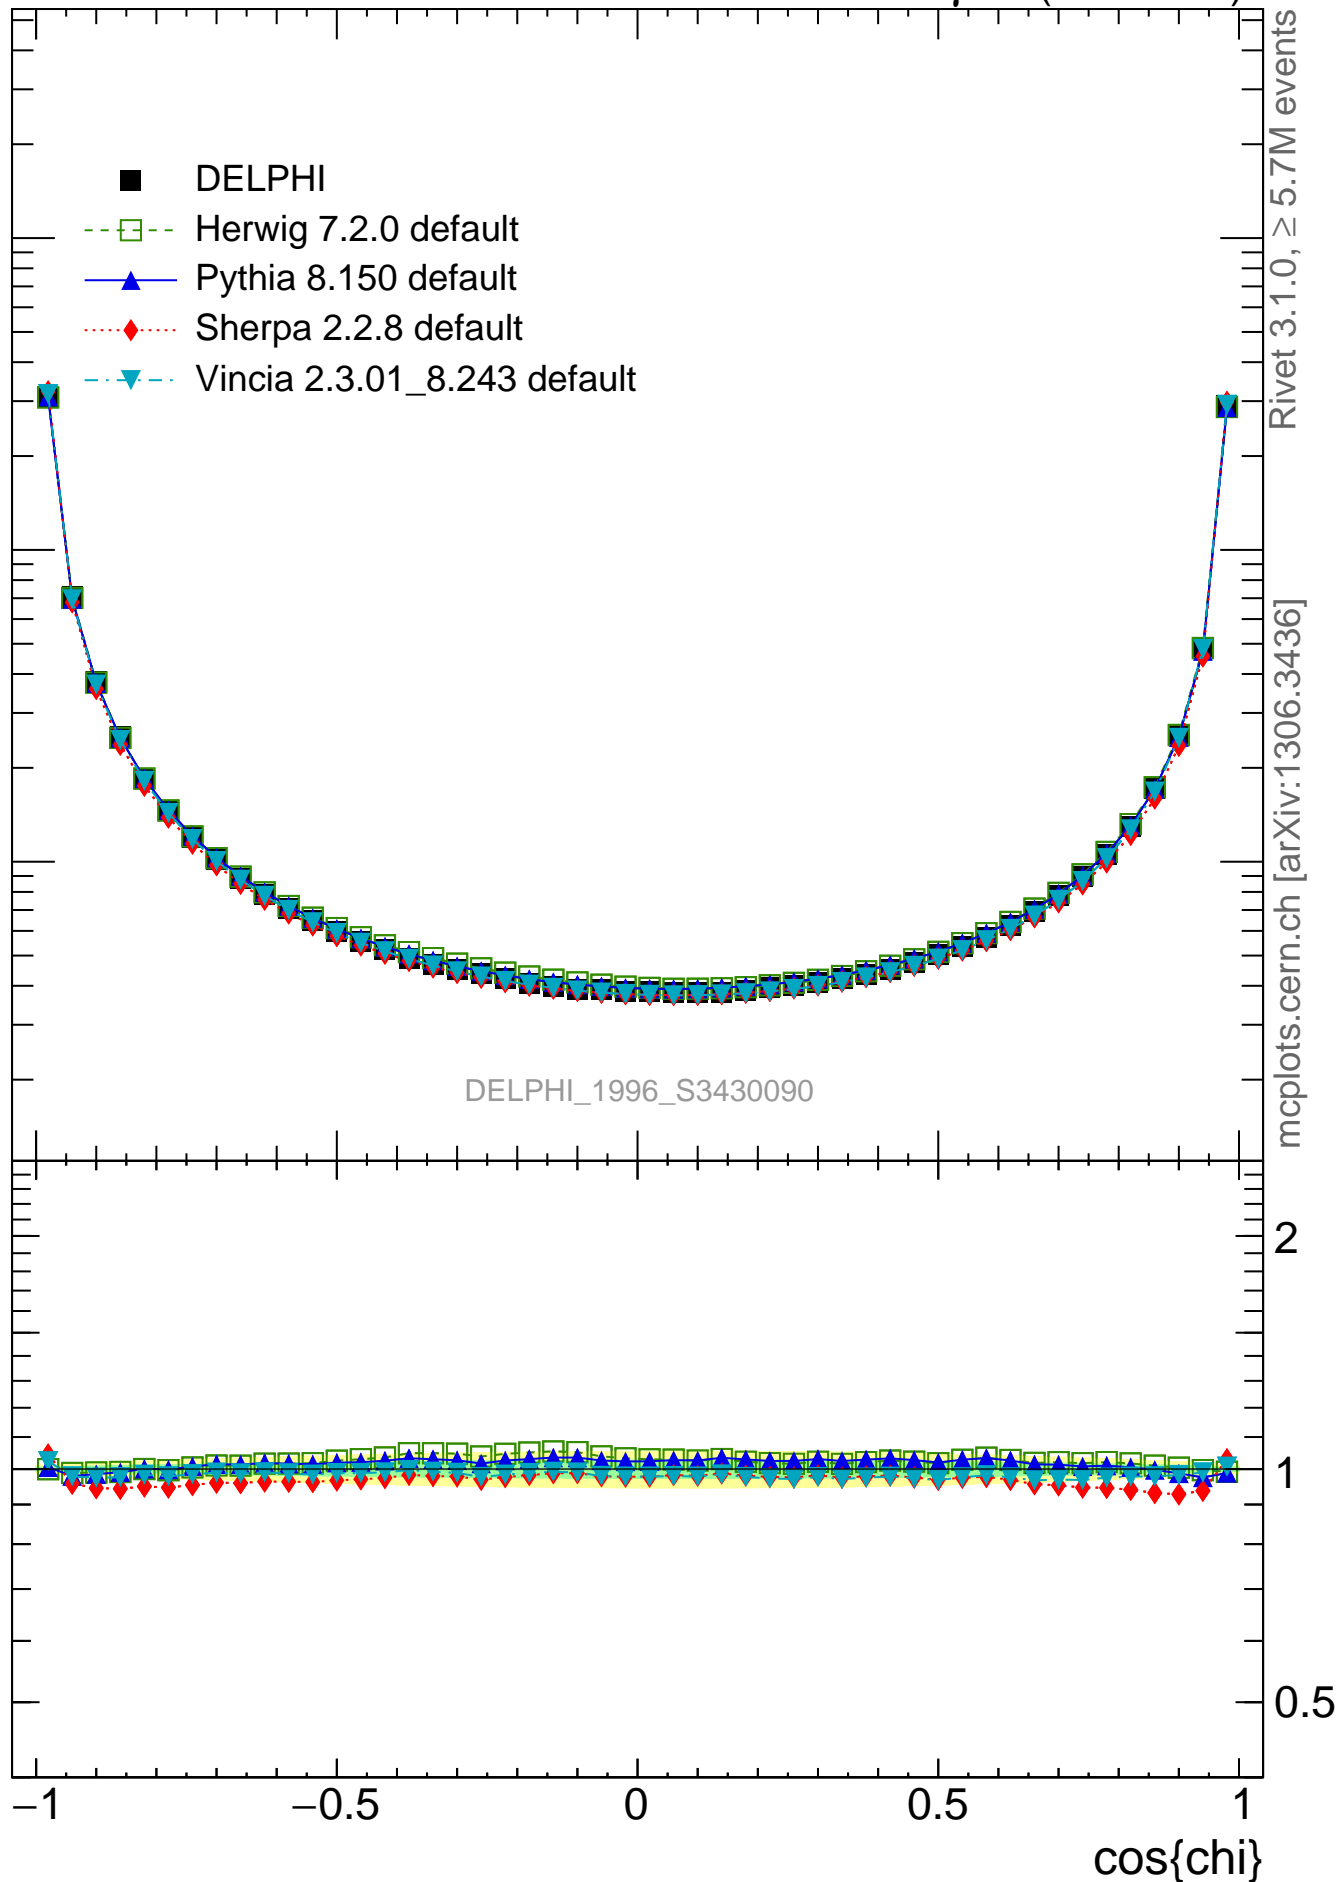 DELPHI
Herwig 7.2.0 default
Pythia 8.150 default
Sherpa 2.2.8 default
Vincia 2.3.01_8.243 default
Rivet 3.1.0, ≥ 5.7M events
mcplots.cern.ch [arXiv:1306.3436]
DELPHI_1996_S3430090
2
1
0.5
−1 −0.5 0 0.5 1
cos{chi}